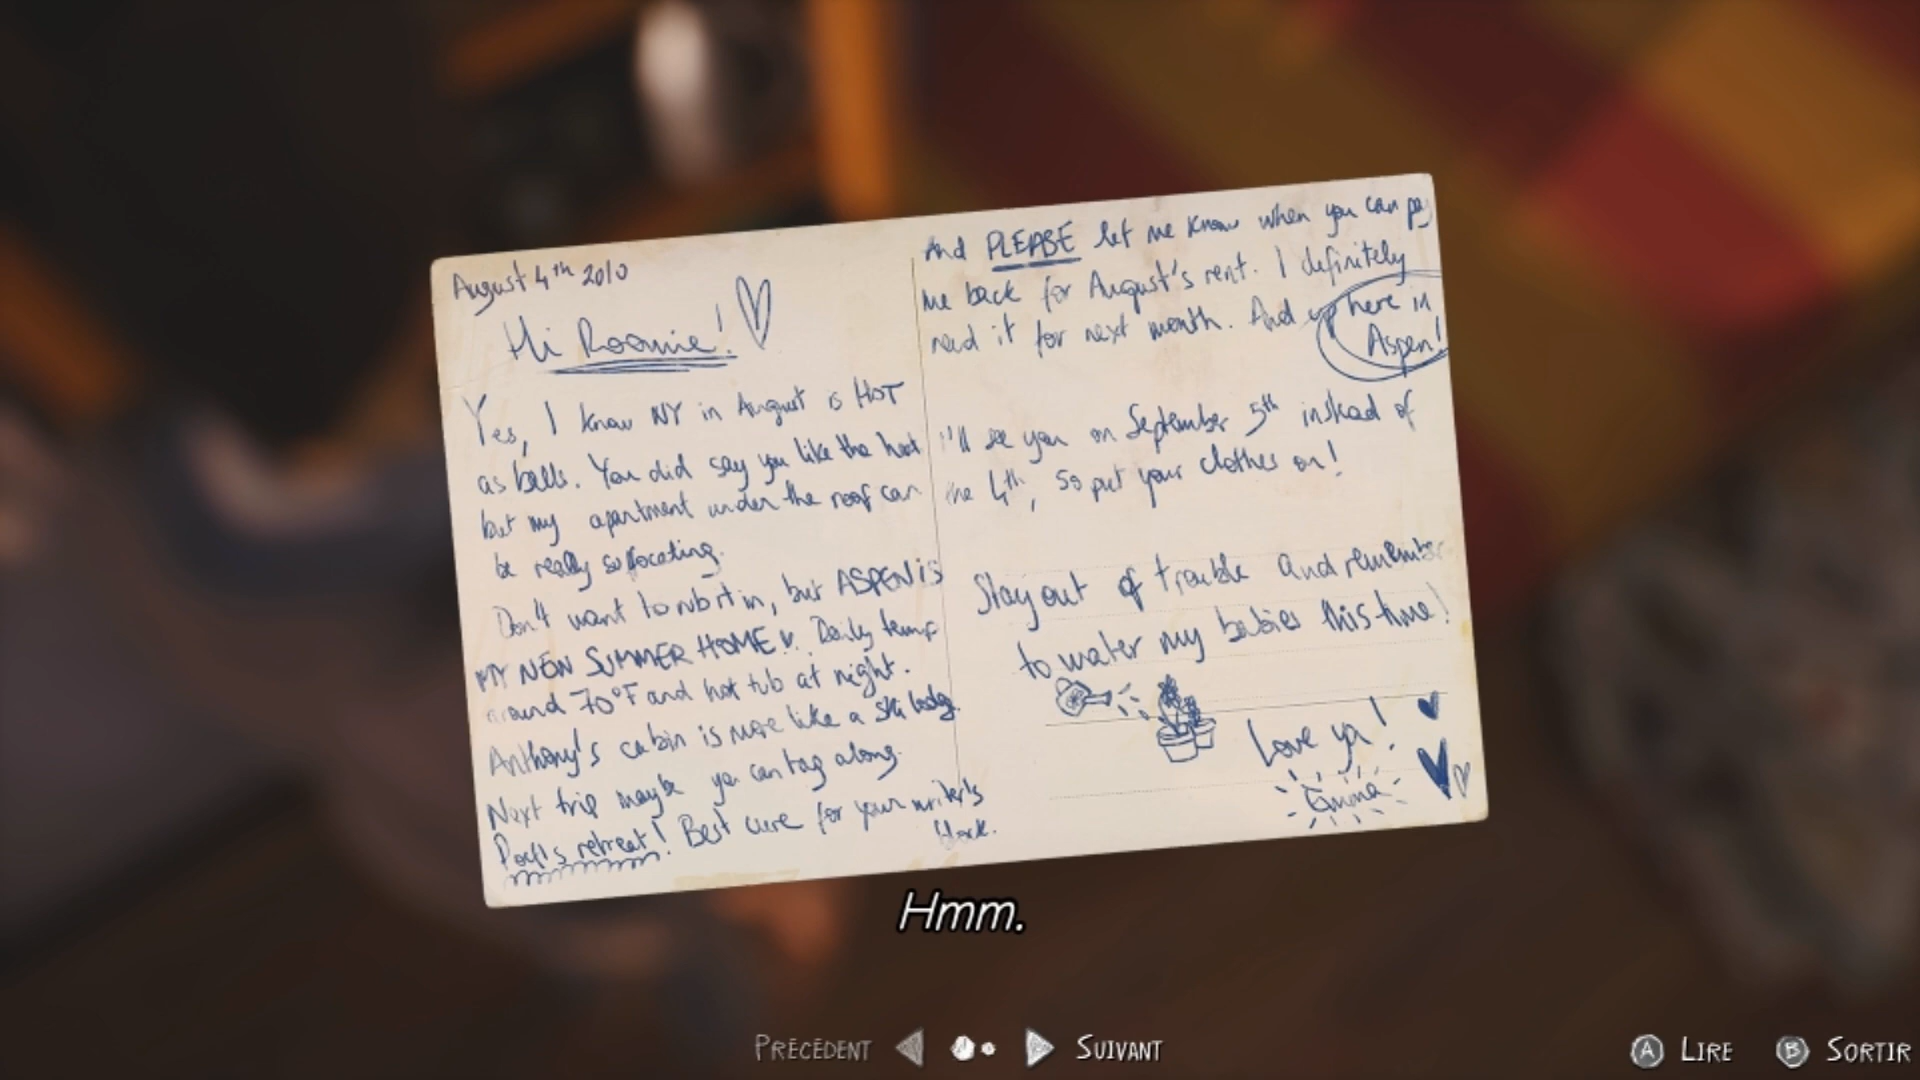 August 4th 2010
Hi Roomie!
Yes, I know NY in August is HOT
as balls. You did say you like the heat
but my apartment under the roof can
be really suffocating.
Don't want to rub it in, but ASPEN is
MY NEW SUMMER HOME!! Daily temp
around 70°F and hot tub at night.
Anthony's cabin is more like a ski lodge.
Next trip maybe you can tag along.
Poet's retreat! Best cure for your writer's
block.
And PLEASE let me know when you can pay
me back for August's rent. I definitely
need it for next month. And up here in
Aspen!
I'll see you on September 5th instead of
the 4th, so put your clothes on!
Stay out of trouble and remember
to water my babies this time!
Love ya!
Emma
Hmm.
PRÉCÉDENT SUIVANT
A LIRE B SORTIR